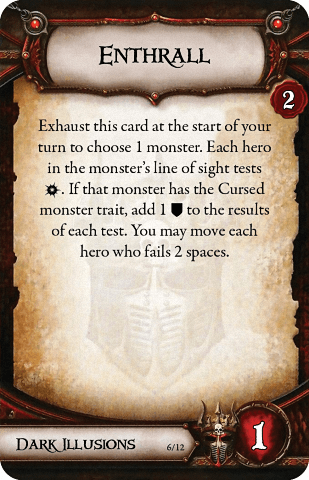 Enthrall
2
Exhaust this card at the start of your
turn to choose 1 monster. Each hero
in the monster's line of sight tests
. If that monster has the Cursed
monster trait, add 1 to the results
of each test. You may move each
hero who fails 2 spaces.
Dark Illusions
6/12
1